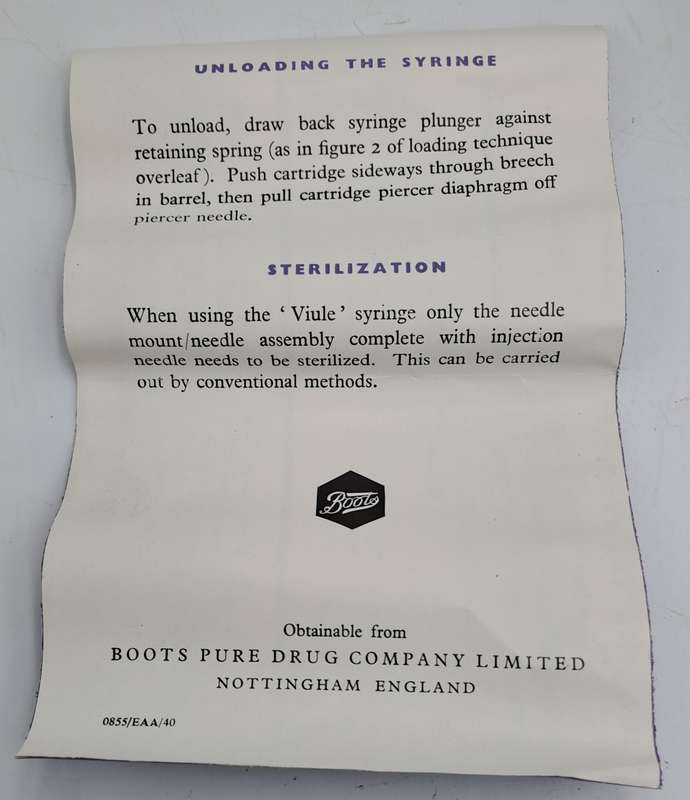 UNLOADING THE SYRINGE
To unload, draw back syringe plunger against
retaining spring (as in figure 2 of loading technique
overleaf). Push cartridge sideways through breech
in barrel, then pull cartridge piercer diaphragm off
piercer needle.
STERILIZATION
When using the ‘ Viule ’ syringe only the needle
mount/needle assembly complete with injection
needle needs to be sterilized. This can be carried
out by conventional methods.
Boots
Obtainable from
BOOTS PURE DRUG COMPANY LIMITED
NOTTINGHAM ENGLAND
0855/EAA/40